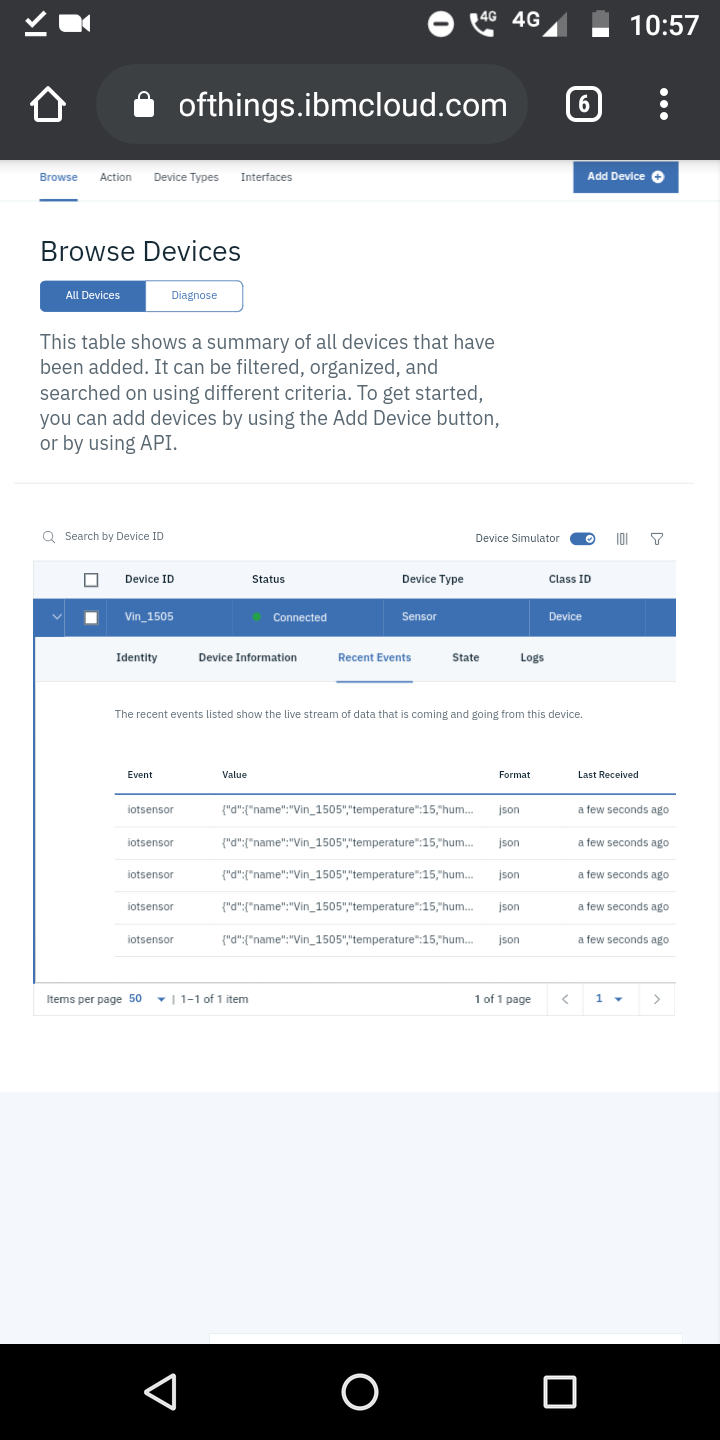 4G 4G 10:57
ofthings.ibmcloud.com 6
Browse Action Device Types Interfaces Add Device
Browse Devices
All Devices Diagnose
This table shows a summary of all devices that have
been added. It can be filtered, organized, and
searched on using different criteria. To get started,
you can add devices by using the Add Device button,
or by using API.
Search by Device ID Device Simulator
Device ID Status Device Type Class ID
Vin_1505 Connected Sensor Device
Identity Device Information Recent Events State Logs
The recent events listed show the live stream of data that is coming and going from this device.
Event Value Format Last Received
iotsensor {"d":{"name":"Vin_1505","temperature":15,"hum... json a few seconds ago
iotsensor {"d":{"name":"Vin_1505","temperature":15,"hum... json a few seconds ago
iotsensor {"d":{"name":"Vin_1505","temperature":15,"hum... json a few seconds ago
iotsensor {"d":{"name":"Vin_1505","temperature":15,"hum... json a few seconds ago
iotsensor {"d":{"name":"Vin_1505","temperature":15,"hum... json a few seconds ago
Items per page 50 | 1–1 of 1 item 1 of 1 page 1